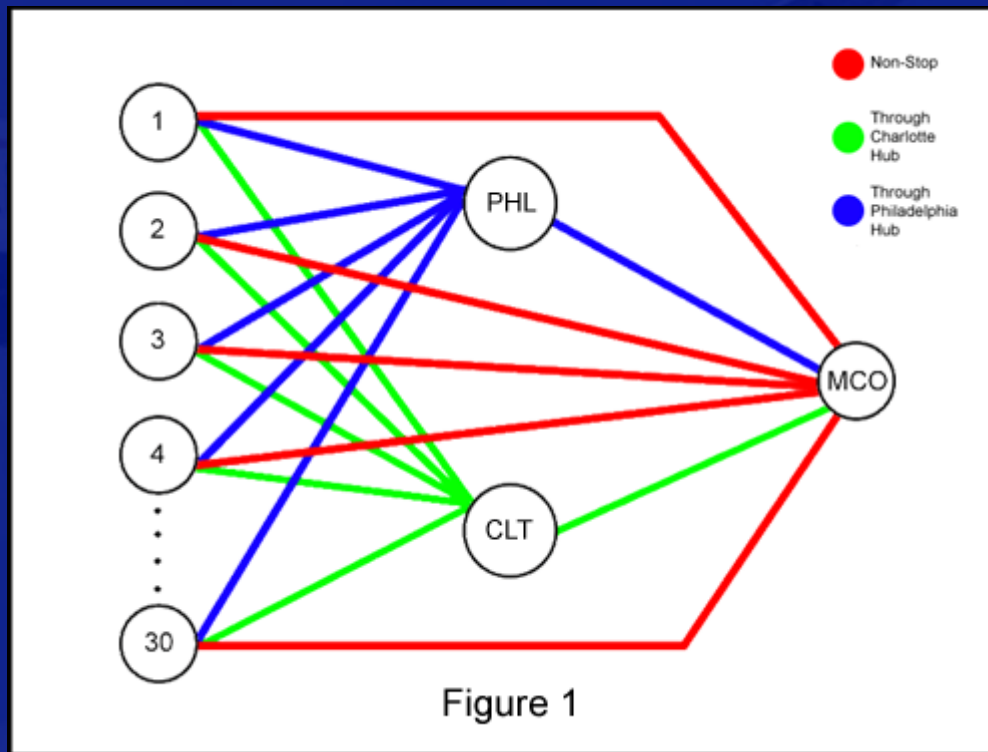 1
2
3
4
30
PHL
CLT
MCO
Non-Stop
Through
Charlotte
Hub
Through
Philadelphia
Hub
Figure 1